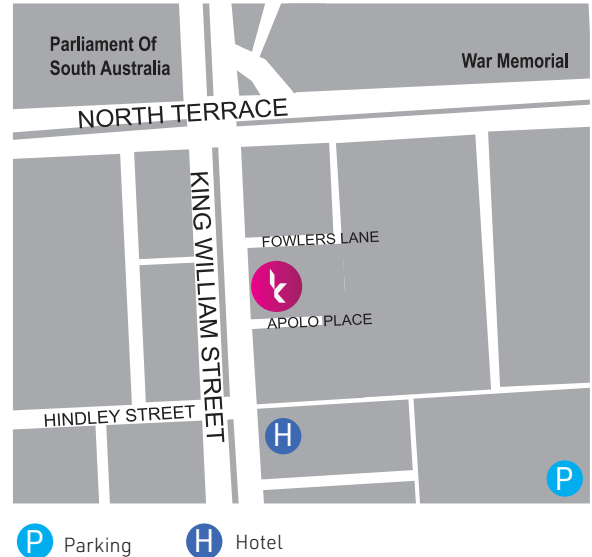 Parliament Of
South Australia
War Memorial
NORTH TERRACE
KING WILLIAM STREET
FOWLERS LANE
APOLO PLACE
HINDLEY STREET
H
P
P Parking
H Hotel